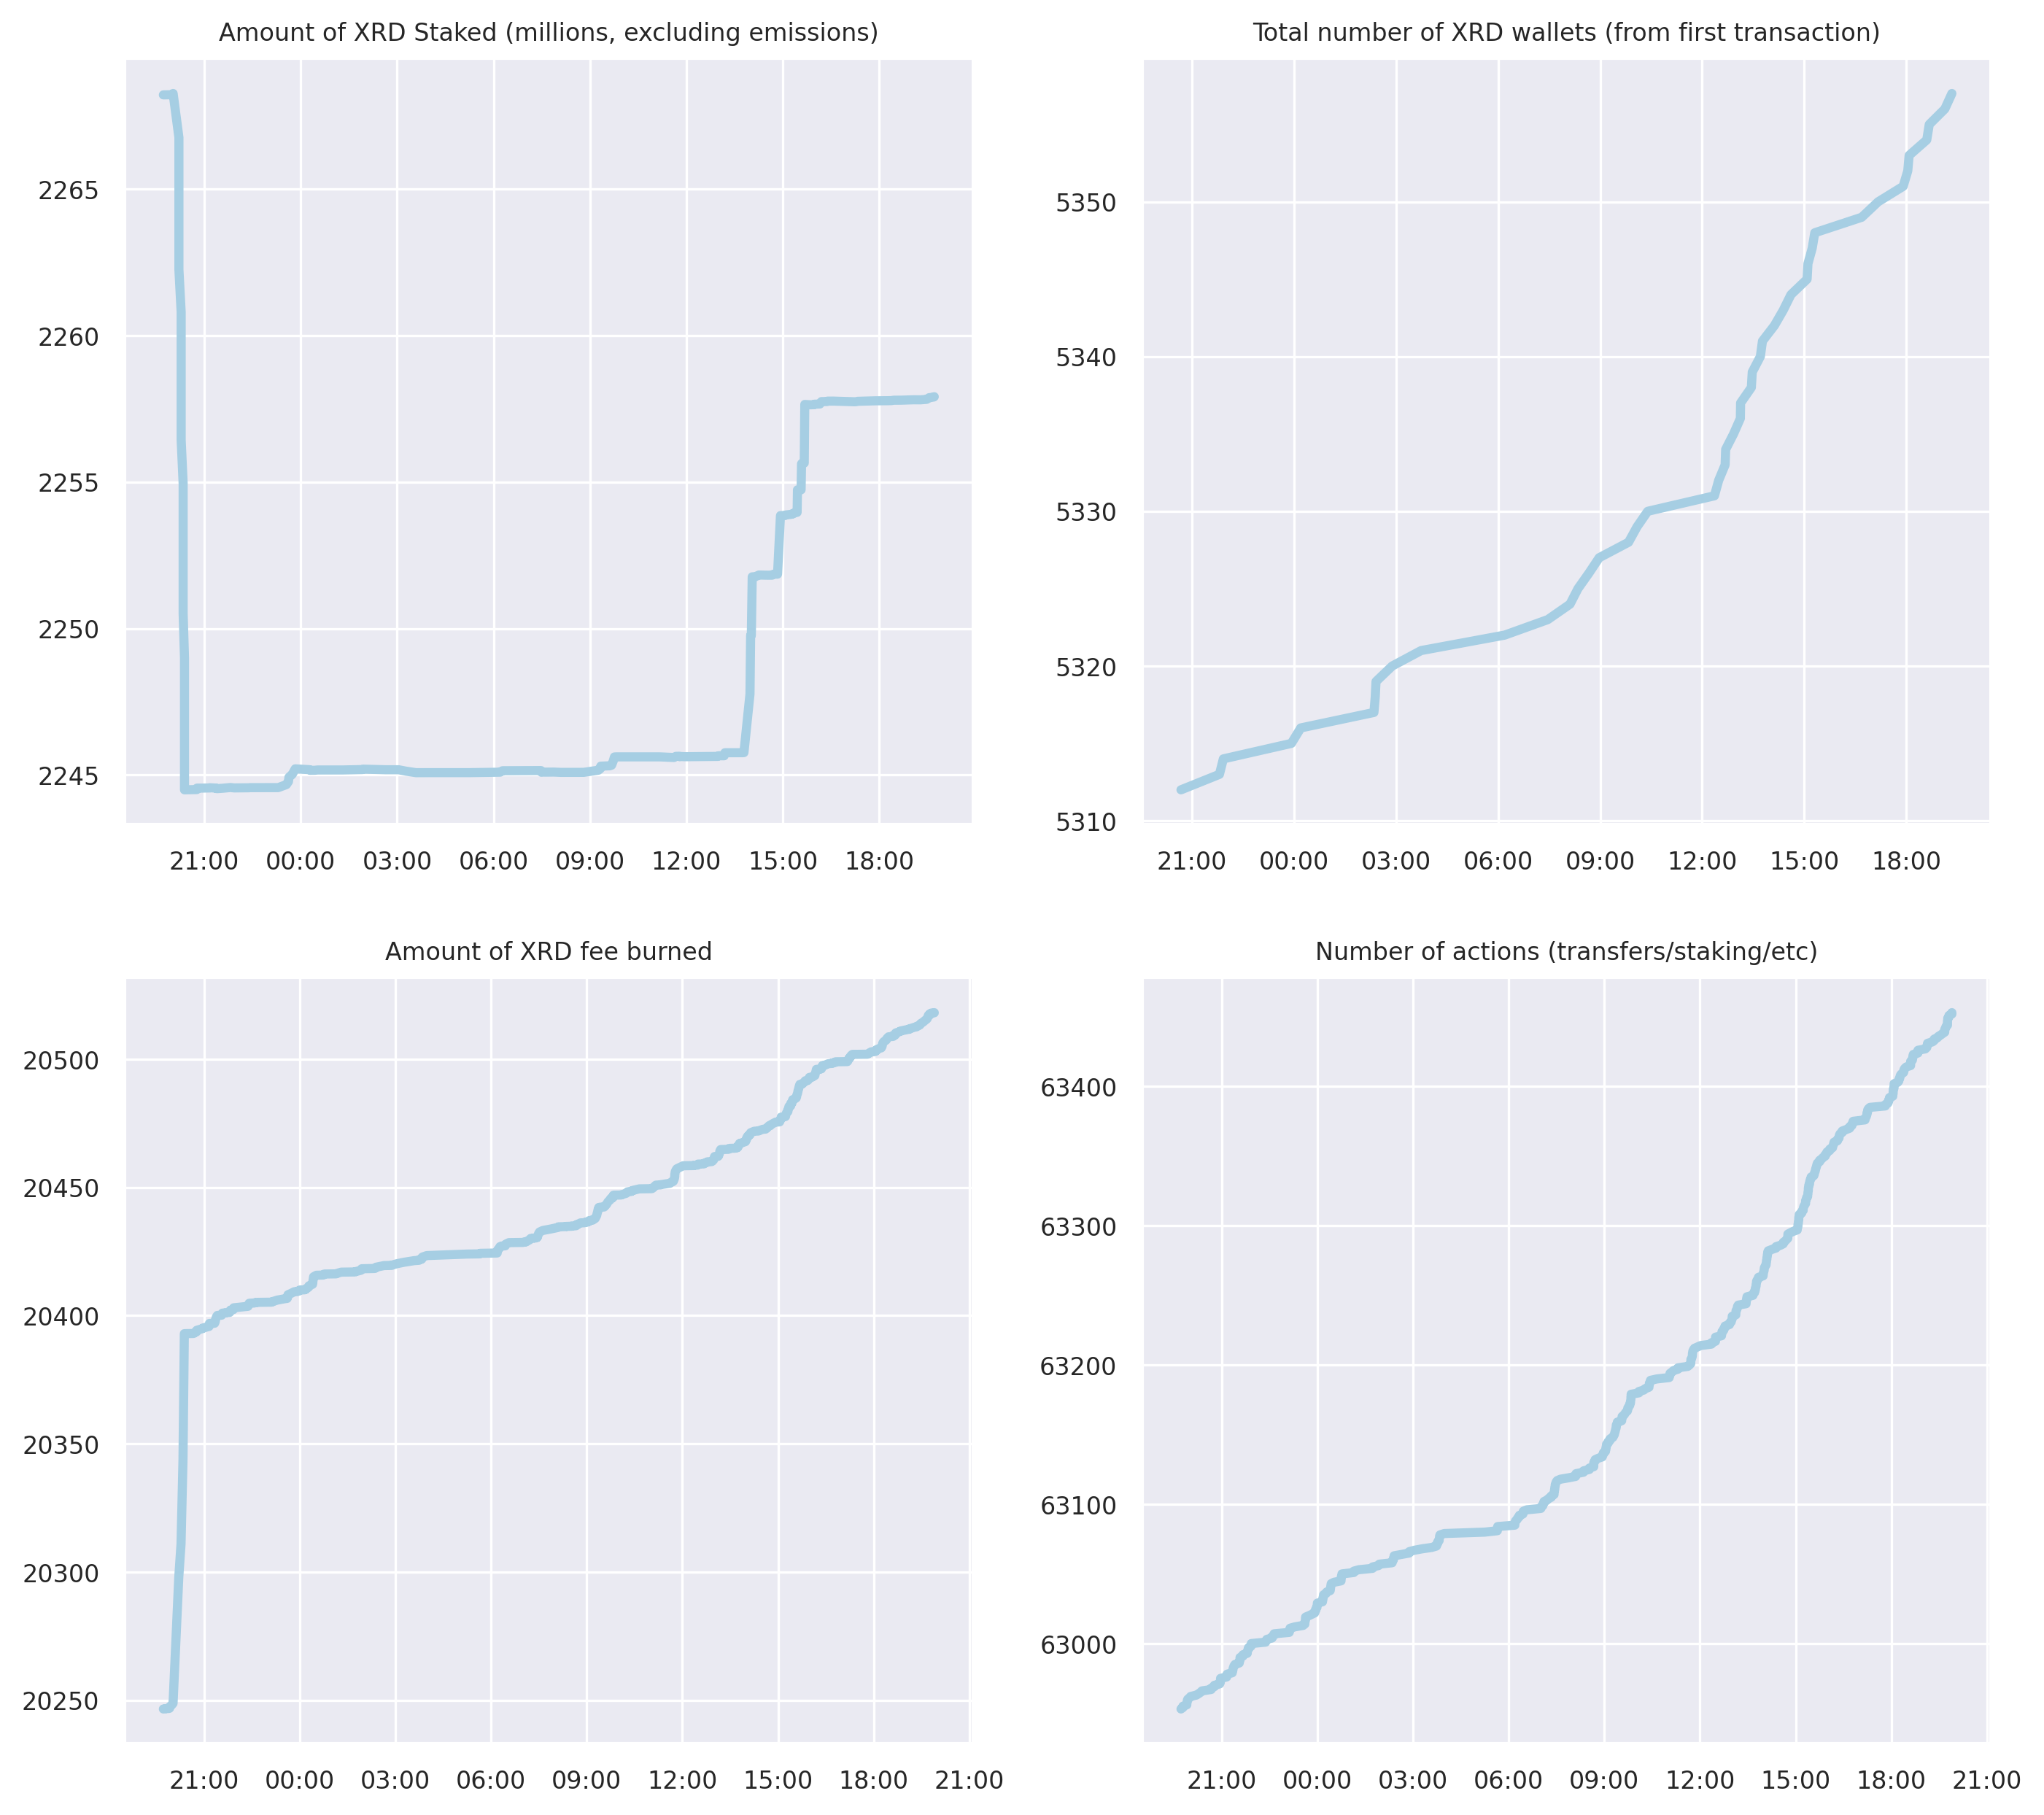 Amount of XRD Staked (millions, excluding emissions)
2265
2260
2255
2250
2245
21:00 00:00 03:00 06:00 09:00 12:00 15:00 18:00
Total number of XRD wallets (from first transaction)
5350
5340
5330
5320
5310
21:00 00:00 03:00 06:00 09:00 12:00 15:00 18:00
Amount of XRD fee burned
20500
20450
20400
20350
20300
20250
21:00 00:00 03:00 06:00 09:00 12:00 15:00 18:00 21:00
Number of actions (transfers/staking/etc)
63400
63300
63200
63100
63000
21:00 00:00 03:00 06:00 09:00 12:00 15:00 18:00 21:00